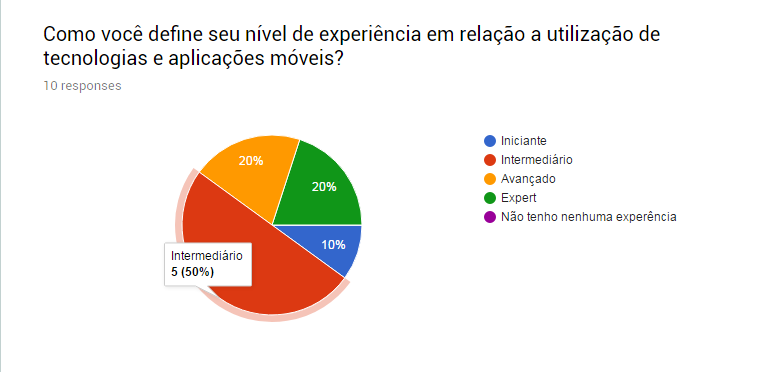 Como você define seu nível de experiência em relação a utilização de
tecnologias e aplicações móveis?
10 responses
20%
20%
10%
Intermediário
5 (50%)
Iniciante
Intermediário
Avançado
Expert
Não tenho nenhuma experência